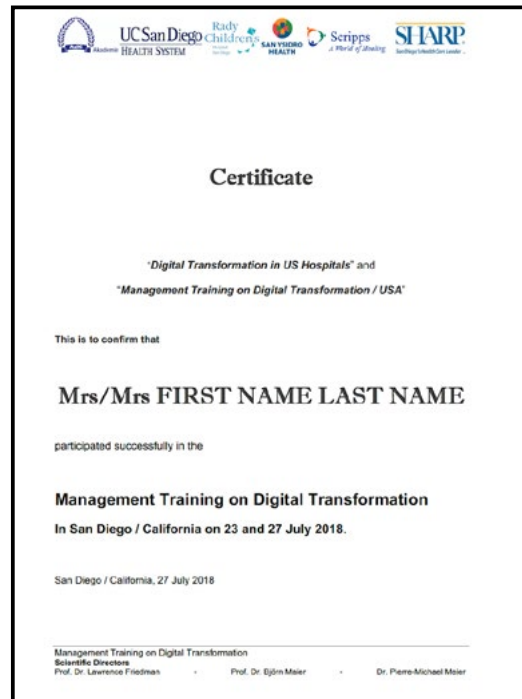 Akademie
UC San Diego
HEALTH SYSTEM
Rady
Children's
SAN YSIDRO
HEALTH
Scripps
A World of Healing
SHARP
Certificate
"Digital Transformation in US Hospitals" and
"Management Training on Digital Transformation / USA"
This is to confirm that
Mrs/Mrs FIRST NAME LAST NAME
participated successfully in the
Management Training on Digital Transformation
In San Diego / California on 23 and 27 July 2018.
San Diego / California, 27 July 2018
Management Training on Digital Transformation
Scientific Directors
Prof. Dr. Lawrence Friedman - Prof. Dr. Björn Maier - Dr. Pierre-Michael Meier